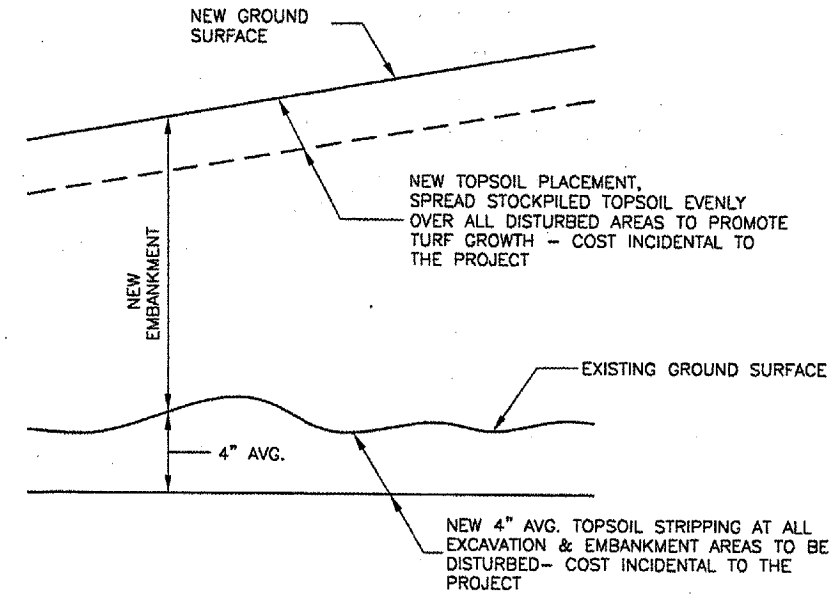 NEW GROUND
SURFACE
NEW TOPSOIL PLACEMENT,
SPREAD STOCKPILED TOPSOIL EVENLY
OVER ALL DISTURBED AREAS TO PROMOTE
TURF GROWTH – COST INCIDENTAL TO
THE PROJECT
NEW
EMBANKMENT
EXISTING GROUND SURFACE
4" AVG.
NEW 4" AVG. TOPSOIL STRIPPING AT ALL
EXCAVATION & EMBANKMENT AREAS TO BE
DISTURBED– COST INCIDENTAL TO THE
PROJECT